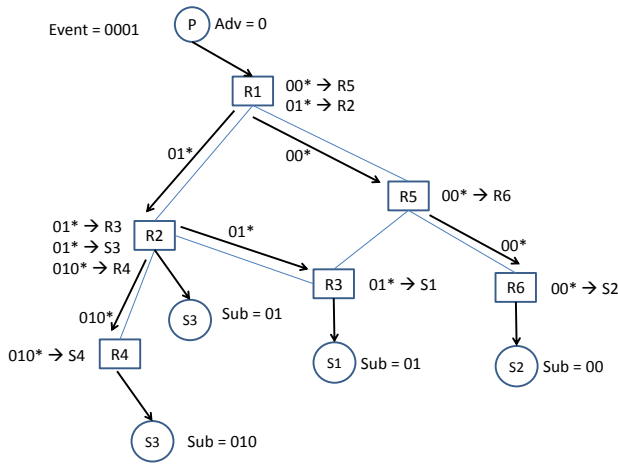 P
Adv = 0
Event = 0001
R1
00* → R5
01* → R2
01*
00*
R5
00* → R6
01* → R3
01* → S3
010* → R4
R2
01*
00*
R3
01* → S1
R6
00* → S2
010*
S3
Sub = 01
010* → S4
R4
S1
Sub = 01
S2
Sub = 00
S3
Sub = 010